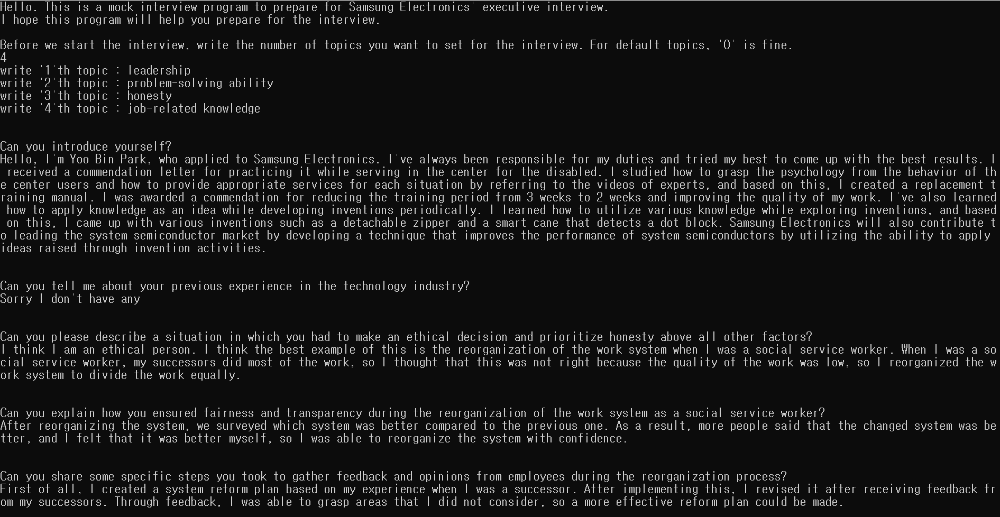 Hello. This is a mock interview program to prepare for Samsung Electronics' executive interview.
I hope this program will help you prepare for the interview.
Before we start the interview, write the number of topics you want to set for the interview. For default topics, '0' is fine.
4
write '1'th topic : leadership
write '2'th topic : problem-solving ability
write '3'th topic : honesty
write '4'th topic : job-related knowledge
Can you introduce yourself?
Hello, I'm Yoo Bin Park, who applied to Samsung Electronics. I've always been responsible for my duties and tried my best to come up with the best results. I
 received a commendation letter for practicing it while serving in the center for the disabled. I studied how to grasp the psychology from the behavior of th
e center users and how to provide appropriate services for each situation by referring to the videos of experts, and based on this, I created a replacement t
raining manual. I was awarded a commendation for reducing the training period from 3 weeks to 2 weeks and improving the quality of my work. I've also learned
 how to apply knowledge as an idea while developing inventions periodically. I learned how to utilize various knowledge while exploring inventions, and based
 on this, I came up with various inventions such as a detachable zipper and a smart cane that detects a dot block. Samsung Electronics will also contribute t
o leading the system semiconductor market by developing a technique that improves the performance of system semiconductors by utilizing the ability to apply
ideas raised through invention activities.
Can you tell me about your previous experience in the technology industry?
Sorry I don't have any
Can you please describe a situation in which you had to make an ethical decision and prioritize honesty above all other factors?
I think I am an ethical person. I think the best example of this is the reorganization of the work system when I was a social service worker. When I was a so
cial service worker, my successors did most of the work, so I thought that this was not right because the quality of the work was low, so I reorganized the w
ork system to divide the work equally.
Can you explain how you ensured fairness and transparency during the reorganization of the work system as a social service worker?
After reorganizing the system, we surveyed which system was better compared to the previous one. As a result, more people said that the changed system was be
tter, and I felt that it was better myself, so I was able to reorganize the system with confidence.
Can you share some specific steps you took to gather feedback and opinions from employees during the reorganization process?
First of all, I created a system reform plan based on my experience when I was a successor. After implementing this, I revised it after receiving feedback fr
om my successors. Through feedback, I was able to grasp areas that I did not consider, so a more effective reform plan could be made.